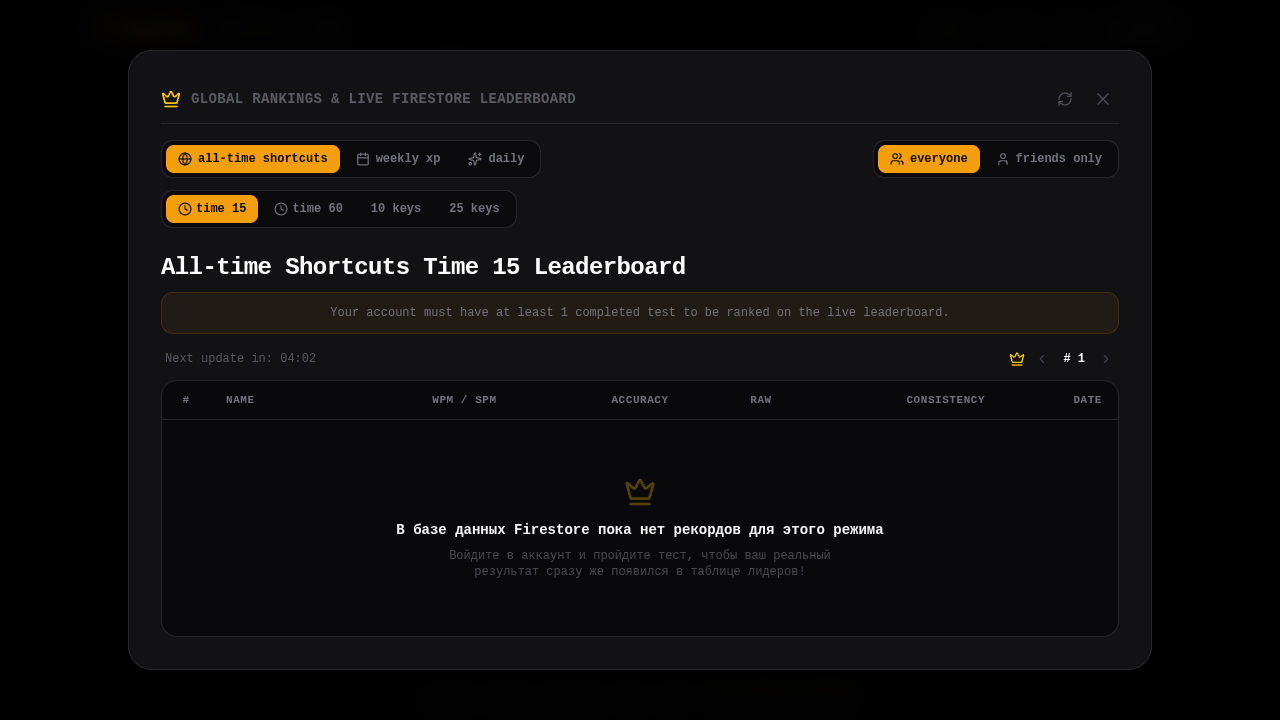 GLOBAL RANKINGS & LIVE FIRESTORE LEADERBOARD
all-time shortcuts weekly xp daily everyone friends only
time 15 time 60 10 keys 25 keys
All-time Shortcuts Time 15 Leaderboard
Your account must have at least 1 completed test to be ranked on the live leaderboard.
Next update in: 04:02 # 1
# NAME WPM / SPM ACCURACY RAW CONSISTENCY DATE
В базе данных Firestore пока нет рекордов для этого режима
Войдите в аккаунт и пройдите тест, чтобы ваш реальный
результат сразу же появился в таблице лидеров!